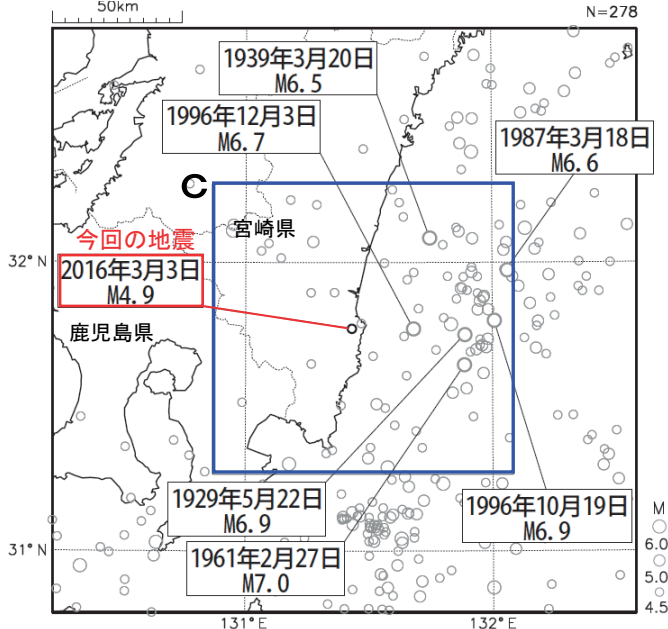 50km
N=278
1939年3月20日
M6.5
1996年12月3日
M6.7
1987年3月18日
M6.6
C
宮崎県
今回の地震
32°N
2016年3月3日
M4.9
鹿児島県
1929年5月22日
M6.9
1996年10月19日
M6.9
1961年2月27日
M7.0
31°N
M
6.0
5.0
4.5
131°E
132°E